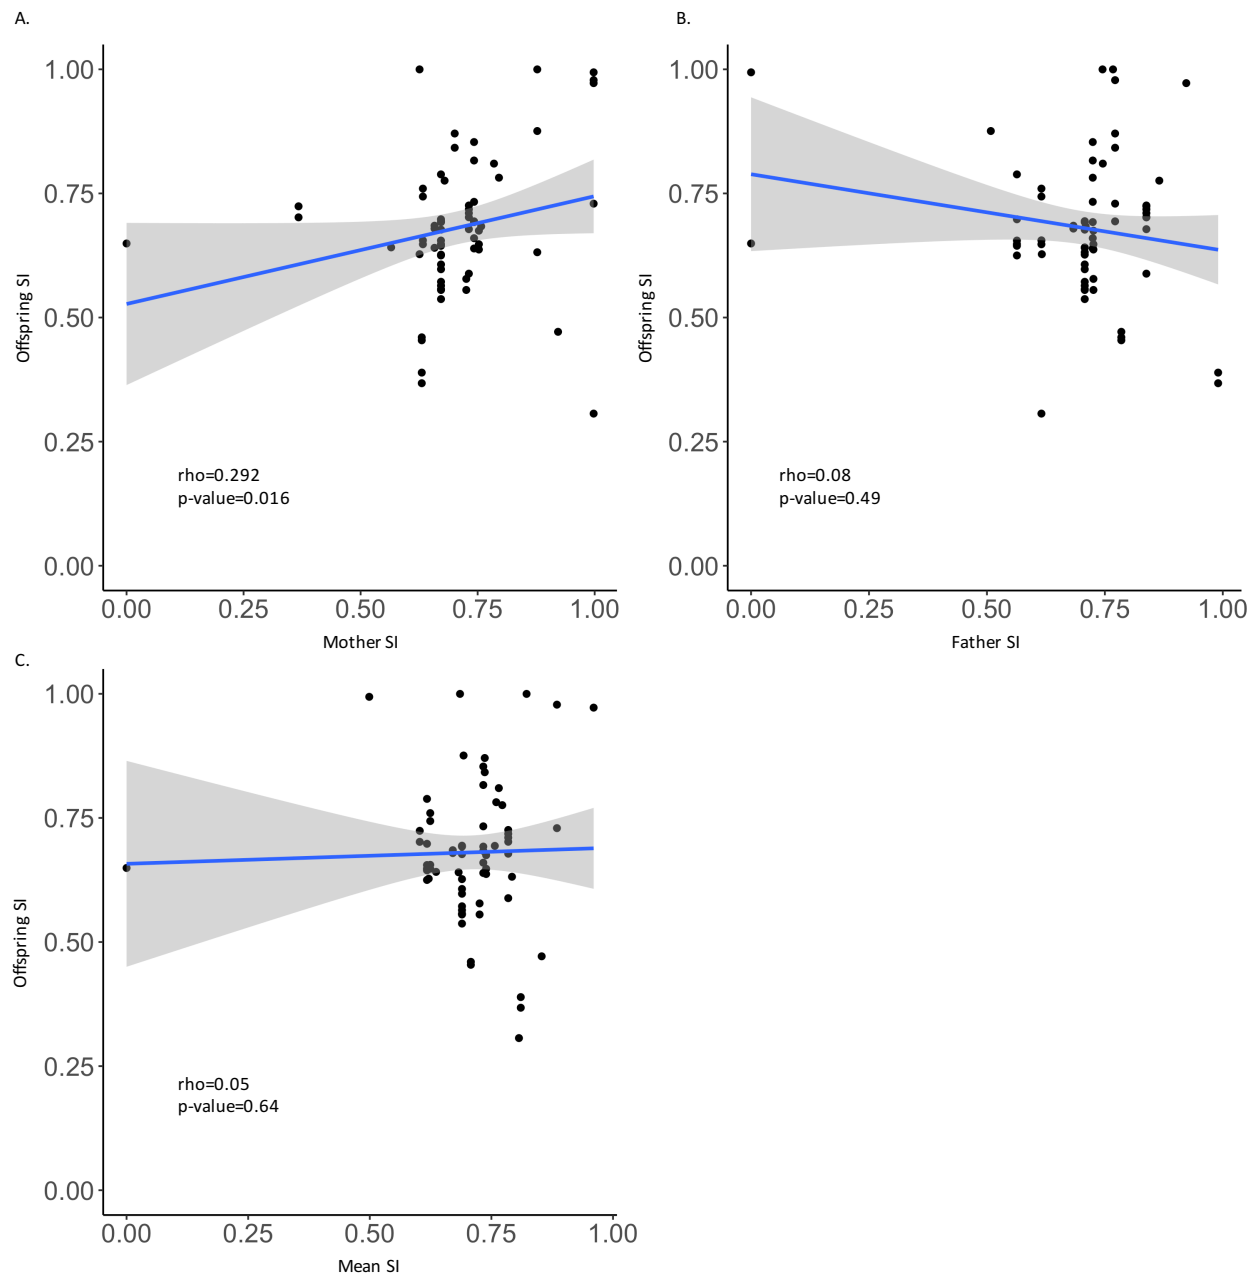 A.
1.00
0.75
0.50
0.25
0.00
Offspring SI
rho=0.292
p-value=0.016
0.00 0.25 0.50 0.75 1.00
Mother SI
B.
1.00
0.75
0.50
0.25
0.00
Offspring SI
rho=0.08
p-value=0.49
0.00 0.25 0.50 0.75 1.00
Father SI
C.
1.00
0.75
0.50
0.25
0.00
Offspring SI
rho=0.05
p-value=0.64
0.00 0.25 0.50 0.75 1.00
Mean SI